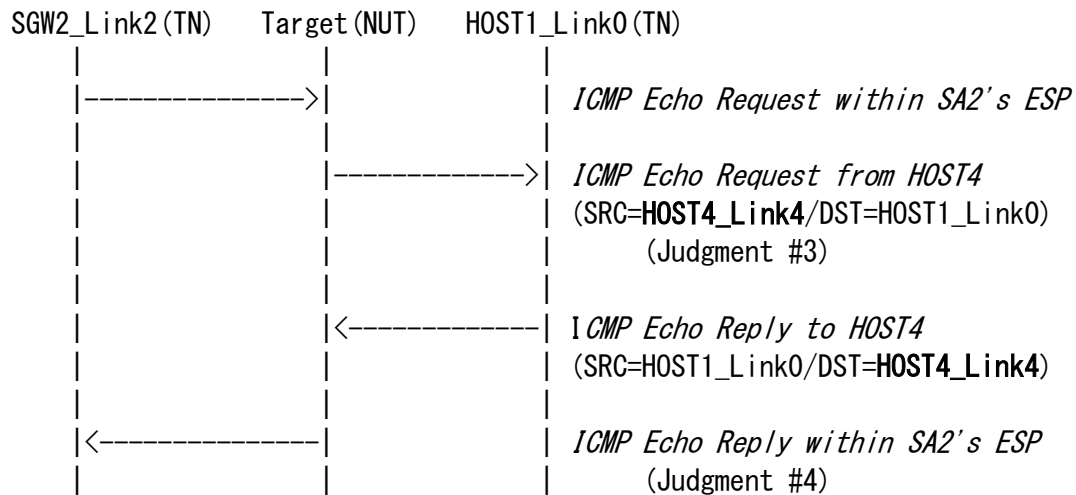 SGW2_Link2(TN) Target(NUT) HOST1_Link0(TN)
| | |
|--------------->| | ICMP Echo Request within SA2's ESP
| | |
| |------------->| ICMP Echo Request from HOST4
| | | (SRC=HOST4_Link4/DST=HOST1_Link0)
| | | (Judgment #3)
| | |
| |<-------------| ICMP Echo Reply to HOST4
| | | (SRC=HOST1_Link0/DST=HOST4_Link4)
| | |
|<---------------| | ICMP Echo Reply within SA2's ESP
| | | (Judgment #4)